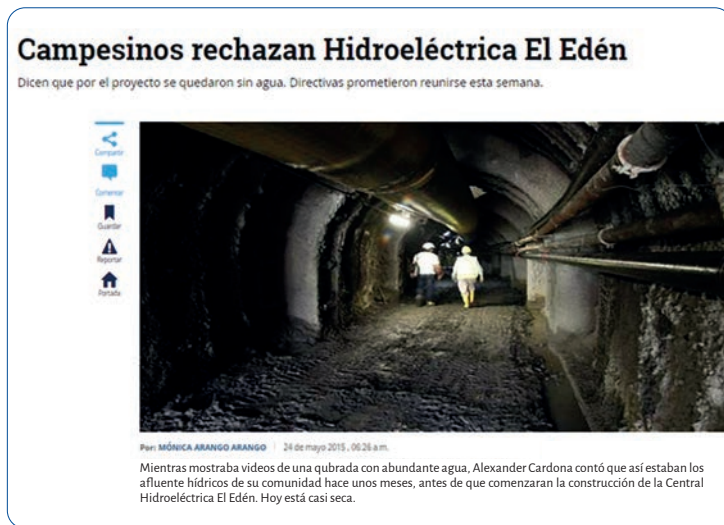 Campesinos rechazan Hidroeléctrica El Edén
Dicen que por el proyecto se quedaron sin agua. Directivas prometieron reunirse esta semana.
Compartir
Comentar
Guardar
Reportar
Portada
Por: MÓNICA ARANGO ARANGO 24 de mayo 2015 , 06:26 a.m.
Mientras mostraba videos de una qubrada con abundante agua, Alexander Cardona contó que así estaban los
afluente hídricos de su comunidad hace unos meses, antes de que comenzaran la construcción de la Central
Hidroeléctrica El Edén. Hoy está casi seca.